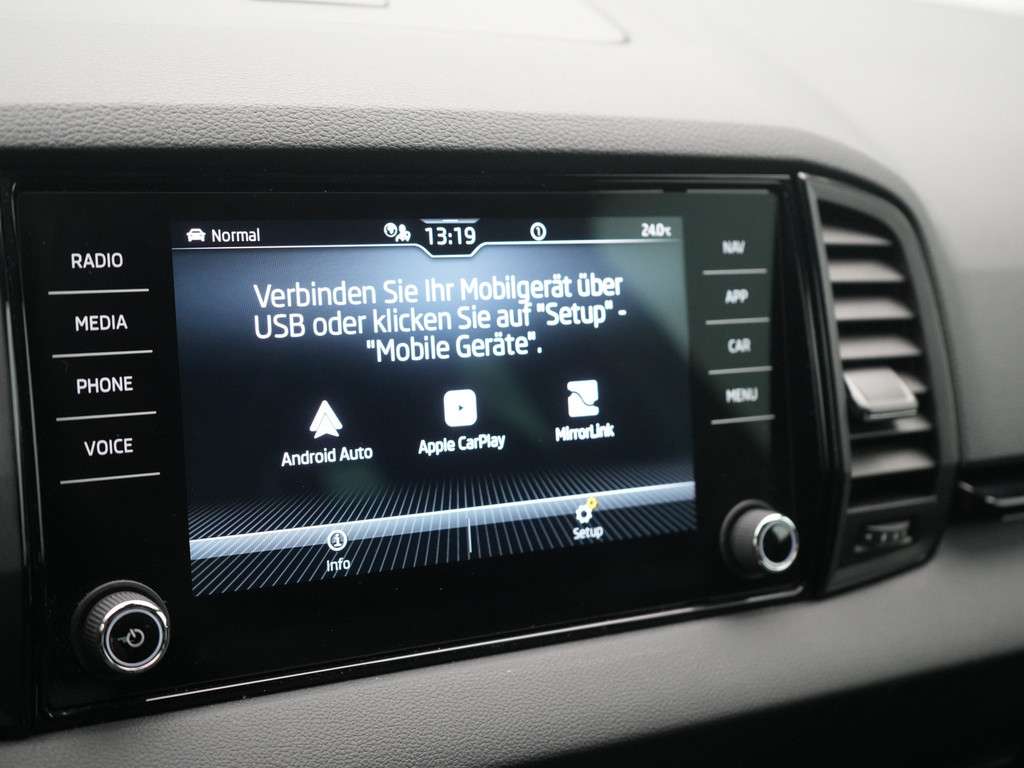 RADIO
MEDIA
PHONE
VOICE
Normal
13:19
1
24.0°C
Verbinden Sie Ihr Mobilgerät über
USB oder klicken Sie auf "Setup" -
"Mobile Geräte".
Android Auto
Apple CarPlay
MirrorLink
Info
Setup
NAV
APP
CAR
MENU